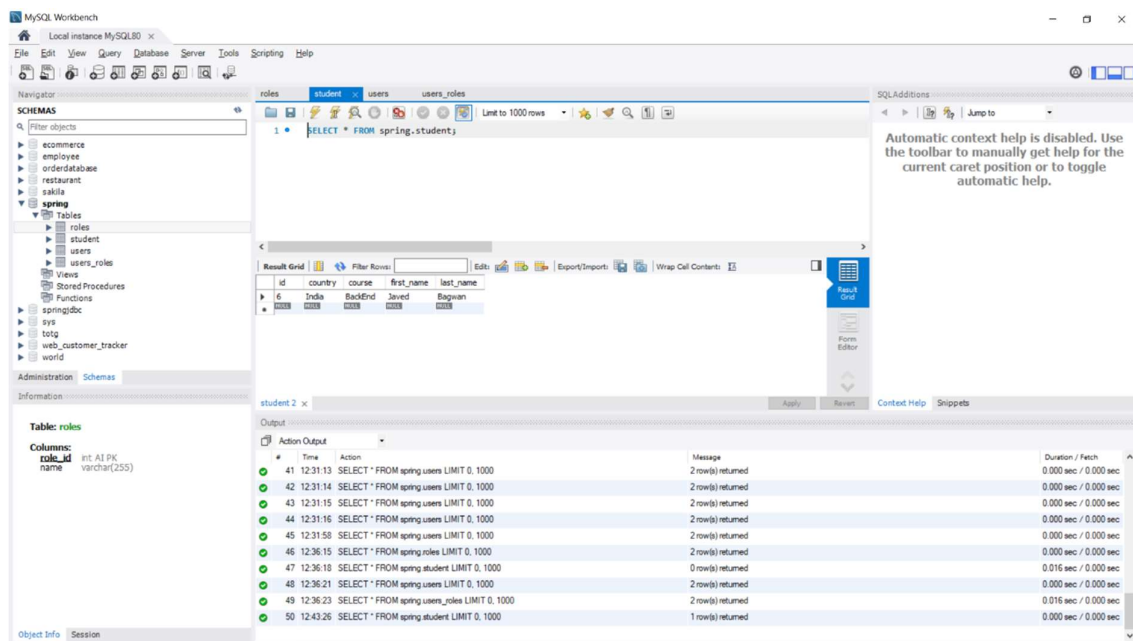 MySQL Workbench
Local instance MySQL80 ×
File Edit View Query Database Server Tools Scripting Help
Navigator
SCHEMAS
Filter objects
ecommerce
employee
orderdatabase
restaurant
sakila
spring
Tables
roles
student
users
users_roles
Views
Stored Procedures
Functions
springjdbc
sys
totg
web_customer_tracker
world
Administration Schemas
Information
Table: roles
Columns:
role_id int AI PK
name varchar(255)
Object Info Session
roles student × users users_roles
Limit to 1000 rows
1 SELECT * FROM spring.student;
Result Grid Filter Rows: Edit: Export/Import: Wrap Cell Content:
id country course first_name last_name
6 India BackEnd Javed Bagwan
NULL NULL NULL NULL NULL
Result Grid
Form Editor
student 2 × Apply Revert
SQLAdditions
Jump to
Automatic context help is disabled. Use
the toolbar to manually get help for the
current caret position or to toggle
automatic help.
Context Help Snippets
Output
Action Output
# Time Action Message Duration / Fetch
41 12:31:13 SELECT * FROM spring.users LIMIT 0, 1000 2 row(s) returned 0.000 sec / 0.000 sec
42 12:31:14 SELECT * FROM spring.users LIMIT 0, 1000 2 row(s) returned 0.000 sec / 0.000 sec
43 12:31:15 SELECT * FROM spring.users LIMIT 0, 1000 2 row(s) returned 0.000 sec / 0.000 sec
44 12:31:16 SELECT * FROM spring.users LIMIT 0, 1000 2 row(s) returned 0.000 sec / 0.000 sec
45 12:31:58 SELECT * FROM spring.users LIMIT 0, 1000 2 row(s) returned 0.000 sec / 0.000 sec
46 12:36:15 SELECT * FROM spring.roles LIMIT 0, 1000 2 row(s) returned 0.000 sec / 0.000 sec
47 12:36:18 SELECT * FROM spring.student LIMIT 0, 1000 0 row(s) returned 0.016 sec / 0.000 sec
48 12:36:21 SELECT * FROM spring.users LIMIT 0, 1000 2 row(s) returned 0.000 sec / 0.000 sec
49 12:36:23 SELECT * FROM spring.users_roles LIMIT 0, 1000 2 row(s) returned 0.016 sec / 0.000 sec
50 12:43:26 SELECT * FROM spring.student LIMIT 0, 1000 1 row(s) returned 0.000 sec / 0.000 sec